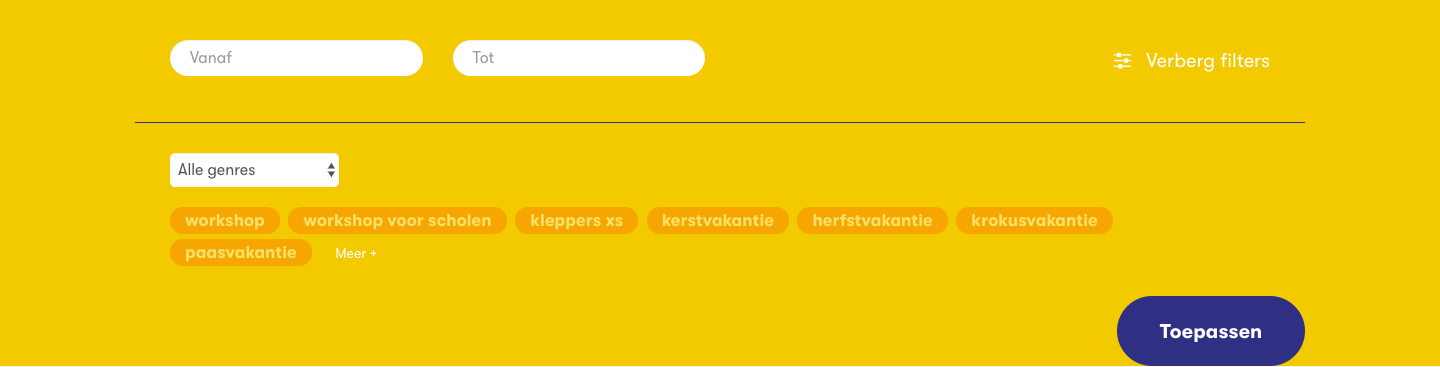 Vanaf Tot Verberg filters
Alle genres
workshop workshop voor scholen kleppers xs kerstvakantie herfstvakantie krokusvakantie
paasvakantie Meer +
Toepassen